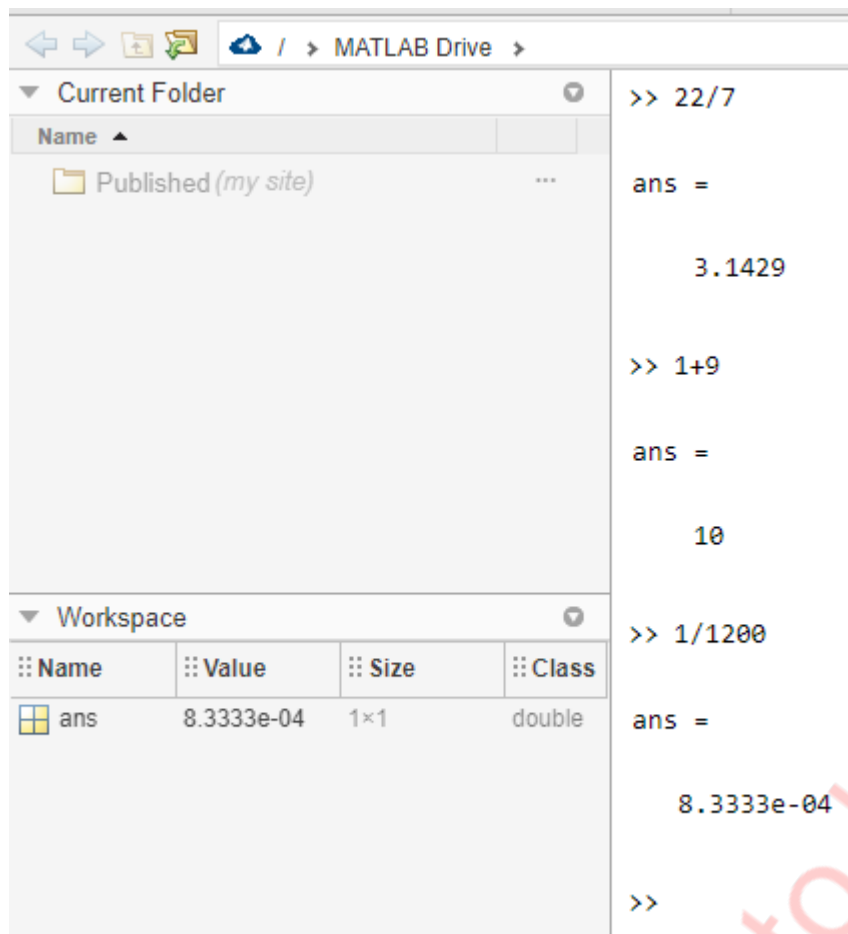 / > MATLAB Drive >
Current Folder
Name
Published (my site) ...
Workspace
Name Value Size Class
ans 8.3333e-04 1×1 double
>> 22/7
ans =
3.1429
>> 1+9
ans =
10
>> 1/1200
ans =
8.3333e-04
>>
to